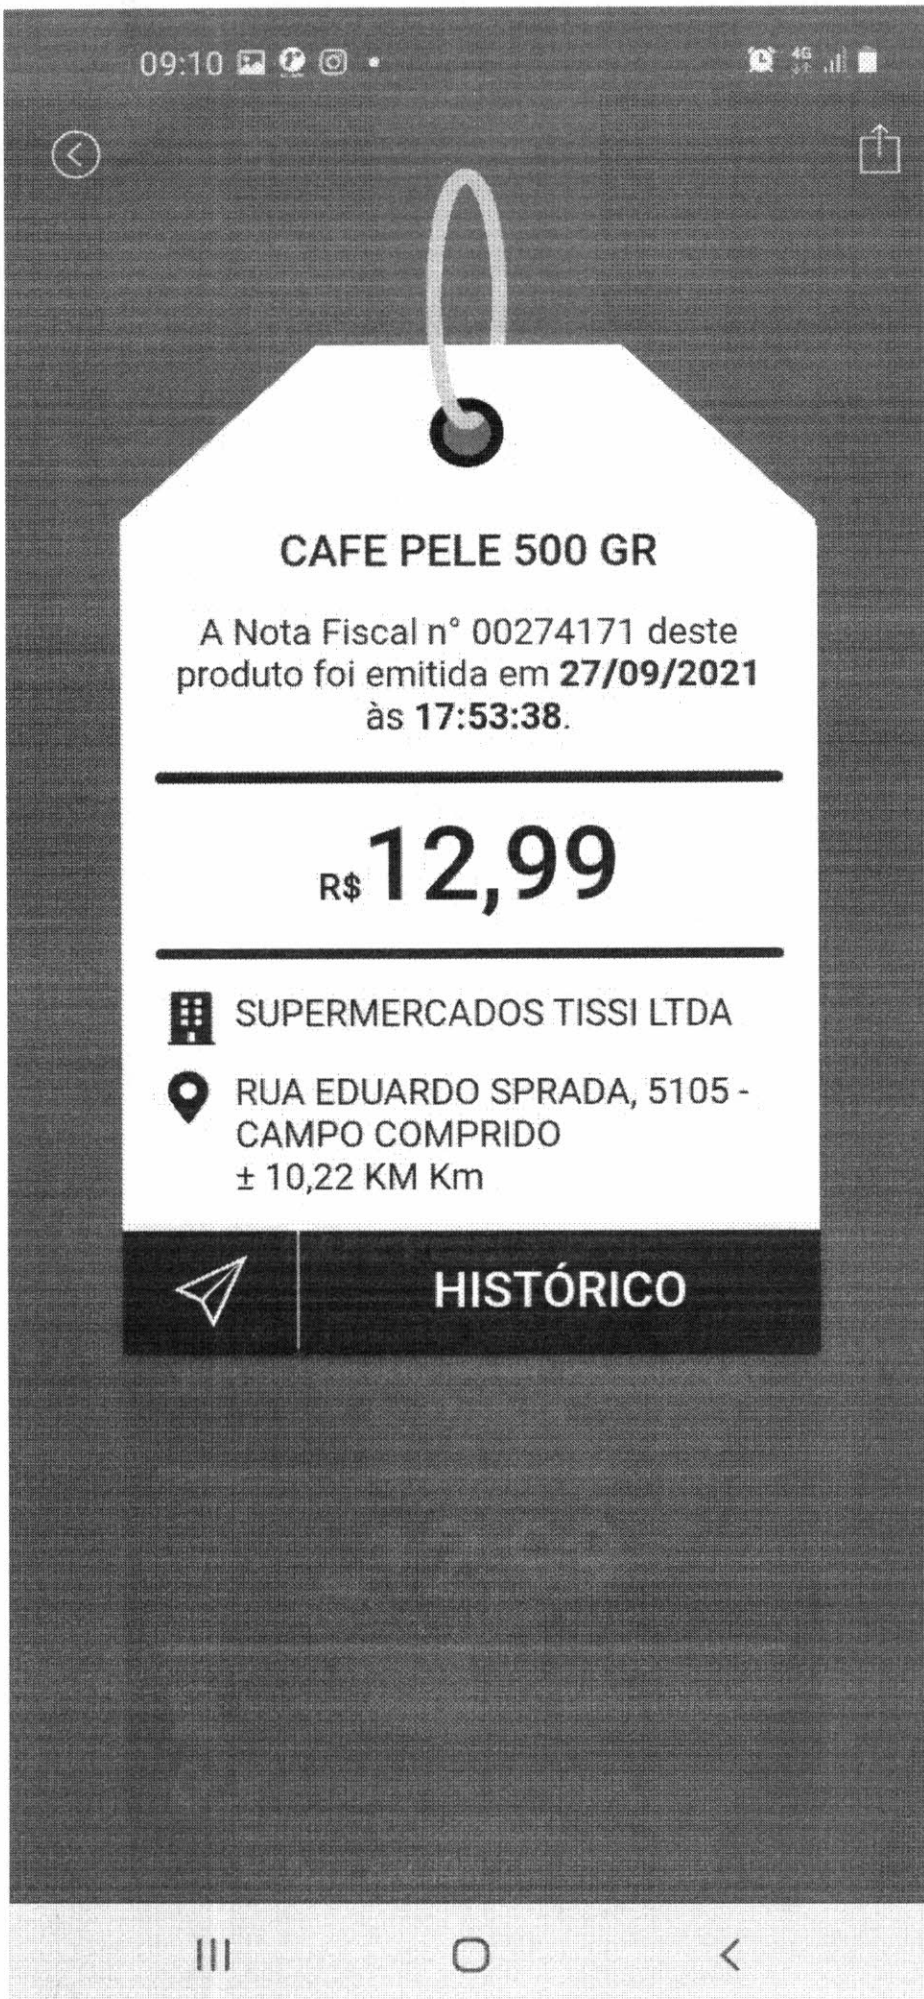 09:10
4G
CAFE PELE 500 GR
A Nota Fiscal n° 00274171 deste
produto foi emitida em 27/09/2021
às 17:53:38.
R$12,99
SUPERMERCADOS TISSI LTDA
RUA EDUARDO SPRADA, 5105 -
CAMPO COMPRIDO
± 10,22 KM Km
HISTÓRICO